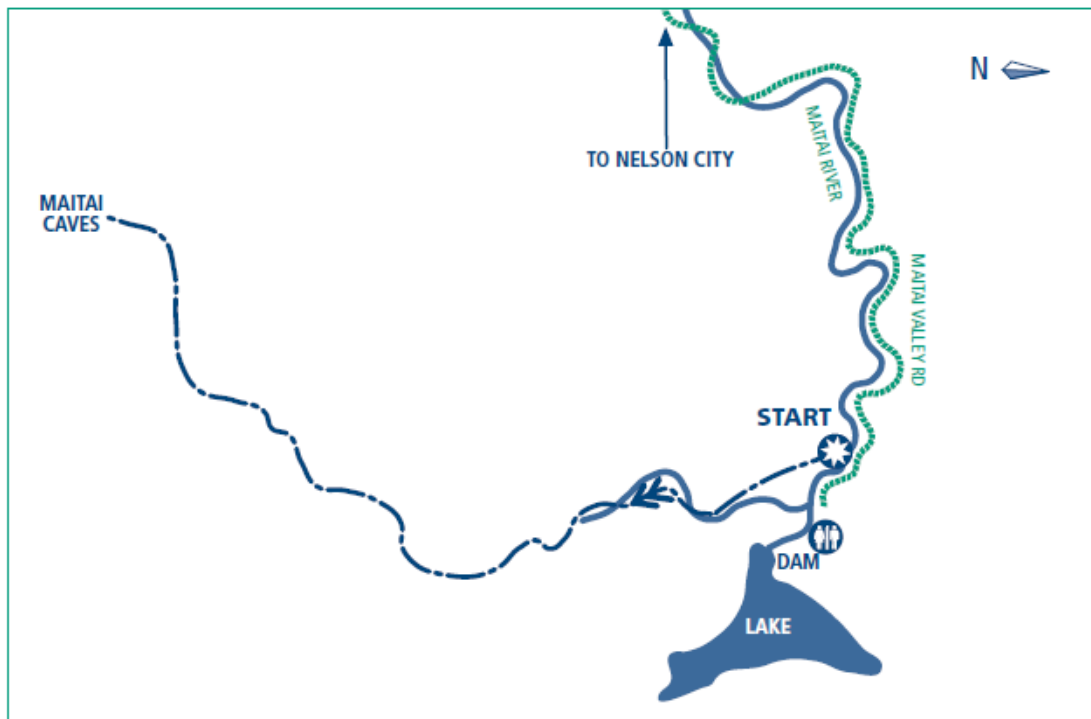 N
TO NELSON CITY
MAITAI RIVER
MAITAI
CAVES
MAITAI VALLEY RD
START
DAM
LAKE